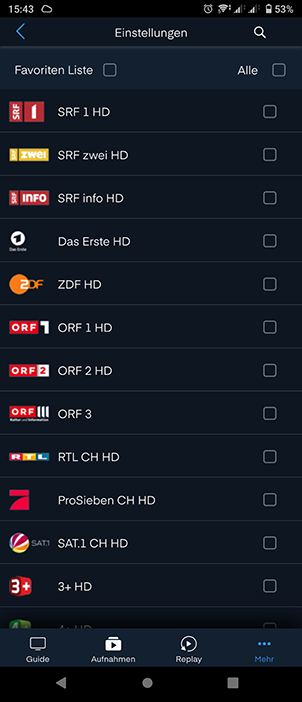 15:43 53%
Einstellungen
Favoriten Liste Alle
SRF 1 SRF 1 HD
SRF zwei SRF zwei HD
SRF INFO SRF info HD
Das Erste Das Erste HD
ZDF ZDF HD
ORF 1 ORF 1 HD
ORF 2 ORF 2 HD
ORF III Kultur und Information ORF 3
RTL RTL CH HD
ProSieben CH HD
SAT.1 SAT.1 CH HD
3+ 3+ HD
4+ 4+ HD
Guide Aufnahmen Replay Mehr